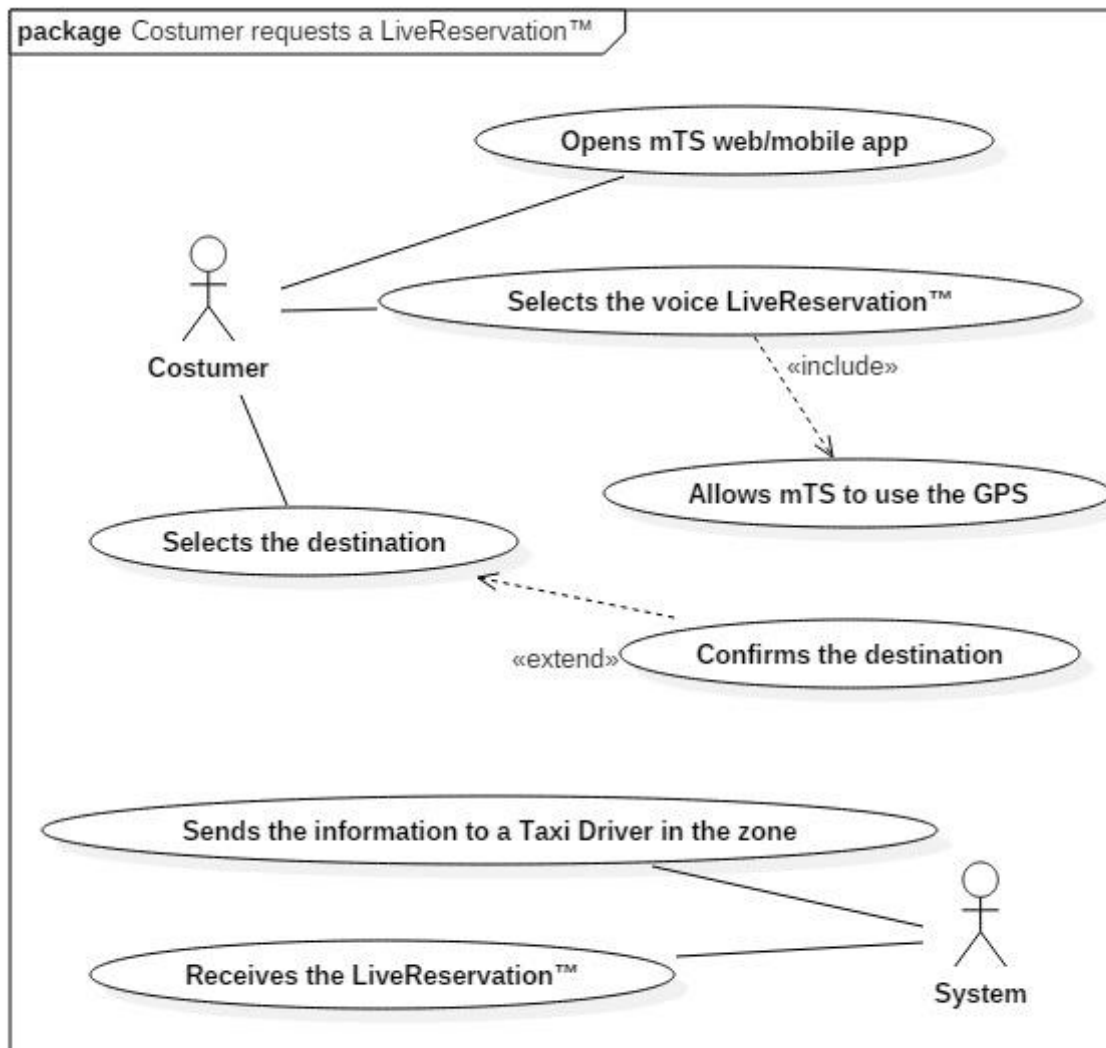 package Costumer requests a LiveReservation™
Opens mTS web/mobile app
Selects the voice LiveReservation™
«include»
Costumer
Allows mTS to use the GPS
Selects the destination
«extend»
Confirms the destination
Sends the information to a Taxi Driver in the zone
Receives the LiveReservation™
System